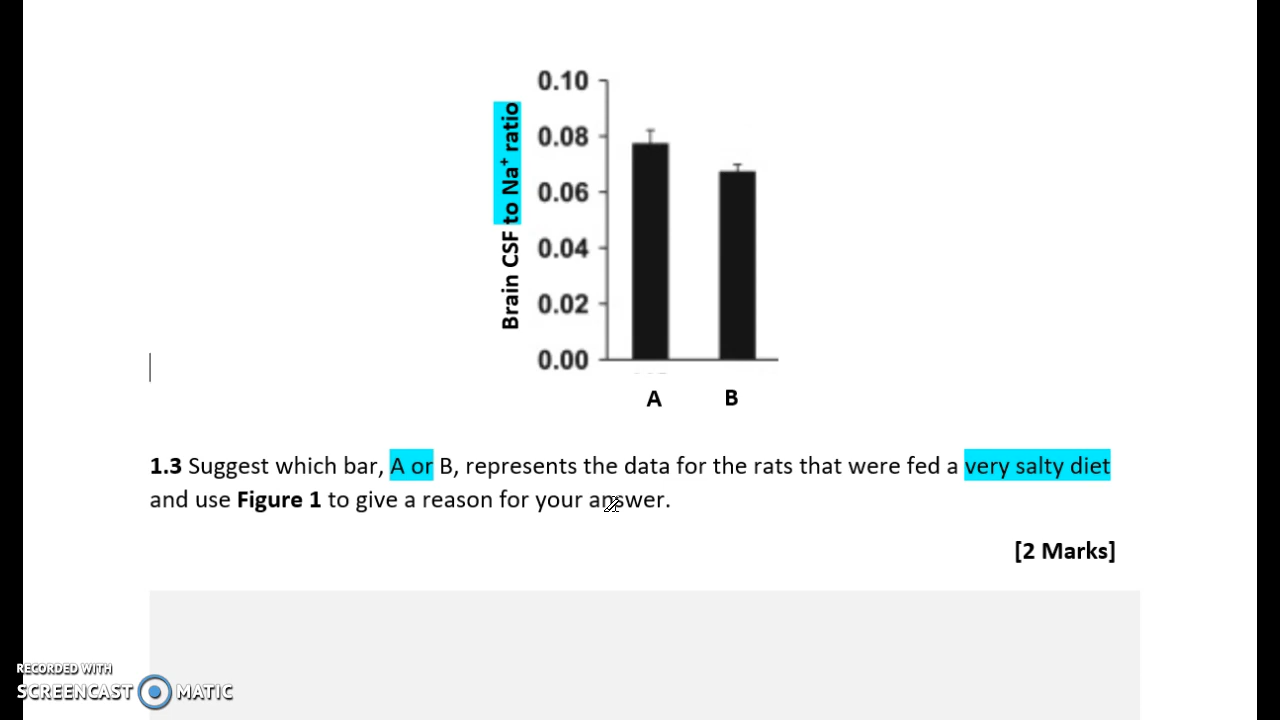 0.10
0.08
0.06
0.04
0.02
0.00
Brain CSF to Na⁺ ratio
A B
1.3 Suggest which bar, A or B, represents the data for the rats that were fed a very salty diet
and use Figure 1 to give a reason for your answer.
[2 Marks]
RECORDED WITH
SCREENCAST MATIC